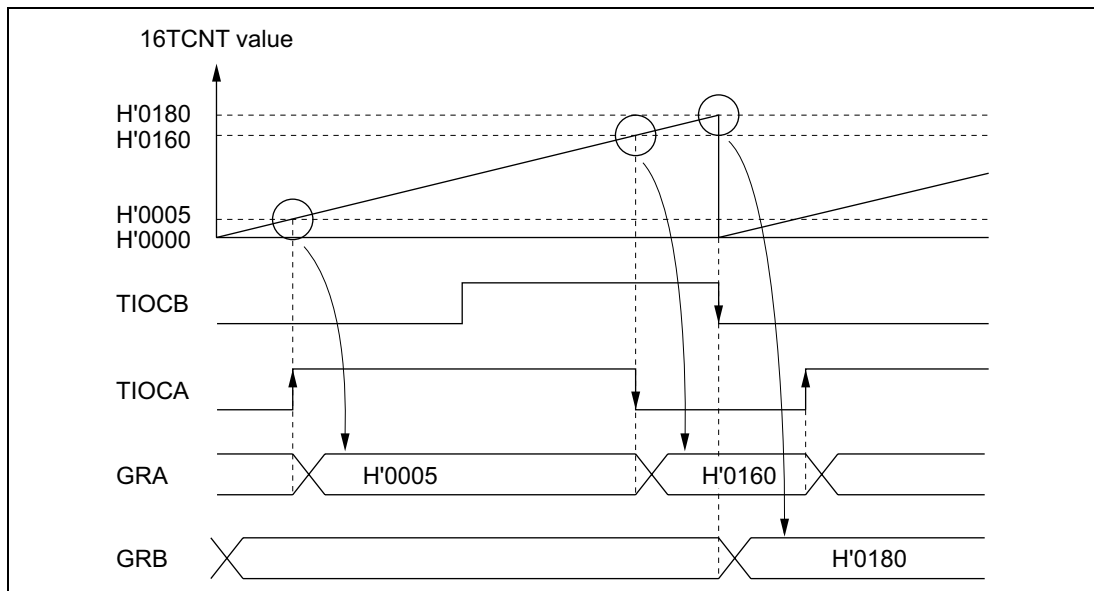 16TCNT value
H'0180
H'0160
H'0005
H'0000
TIOCB
TIOCA
GRA H'0005 H'0160
GRB H'0180